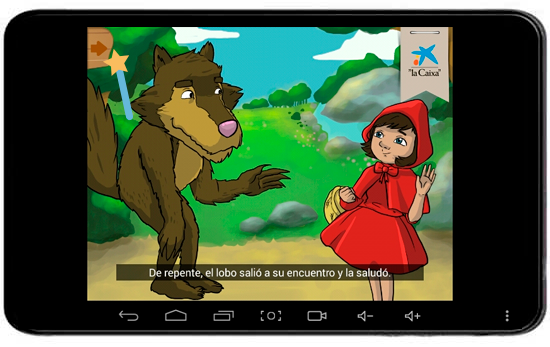 "la Caixa"
De repente, el lobo salió a su encuentro y la saludó.